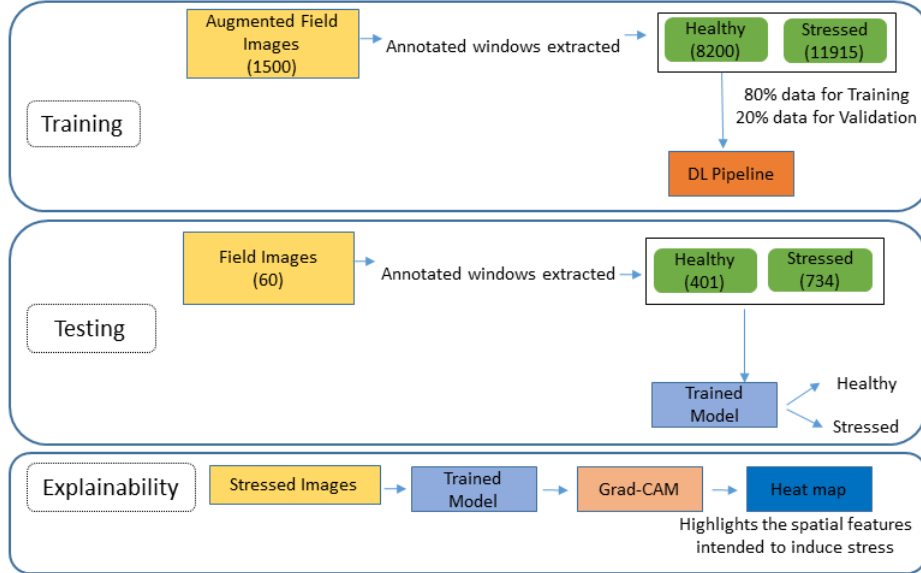 Augmented Field
Images
(1500)
Annotated windows extracted
Healthy
(8200)
Stressed
(11915)
Training
80% data for Training
20% data for Validation
DL Pipeline
Field Images
(60)
Annotated windows extracted
Healthy
(401)
Stressed
(734)
Testing
Trained
Model
Healthy
Stressed
Explainability
Stressed Images
Trained
Model
Grad-CAM
Heat map
Highlights the spatial features
intended to induce stress